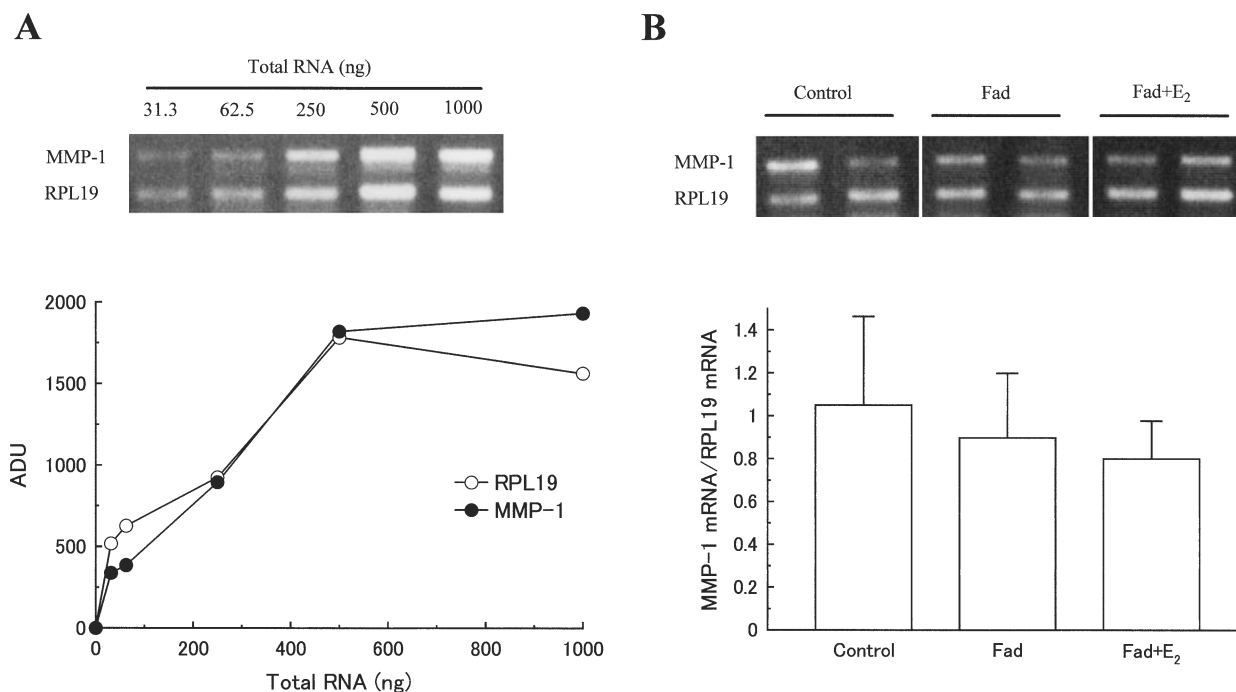 A
Total RNA (ng)
31.3 62.5 250 500 1000
MMP-1
RPL19
2000
1500
1000
500
0
ADU
RPL19
MMP-1
0 200 400 600 800 1000
Total RNA (ng)
B
Control Fad Fad+E2
MMP-1
RPL19
1.4
1.2
1
0.8
0.6
0.4
0.2
0
MMP-1 mRNA/RPL19 mRNA
Control Fad Fad+E2